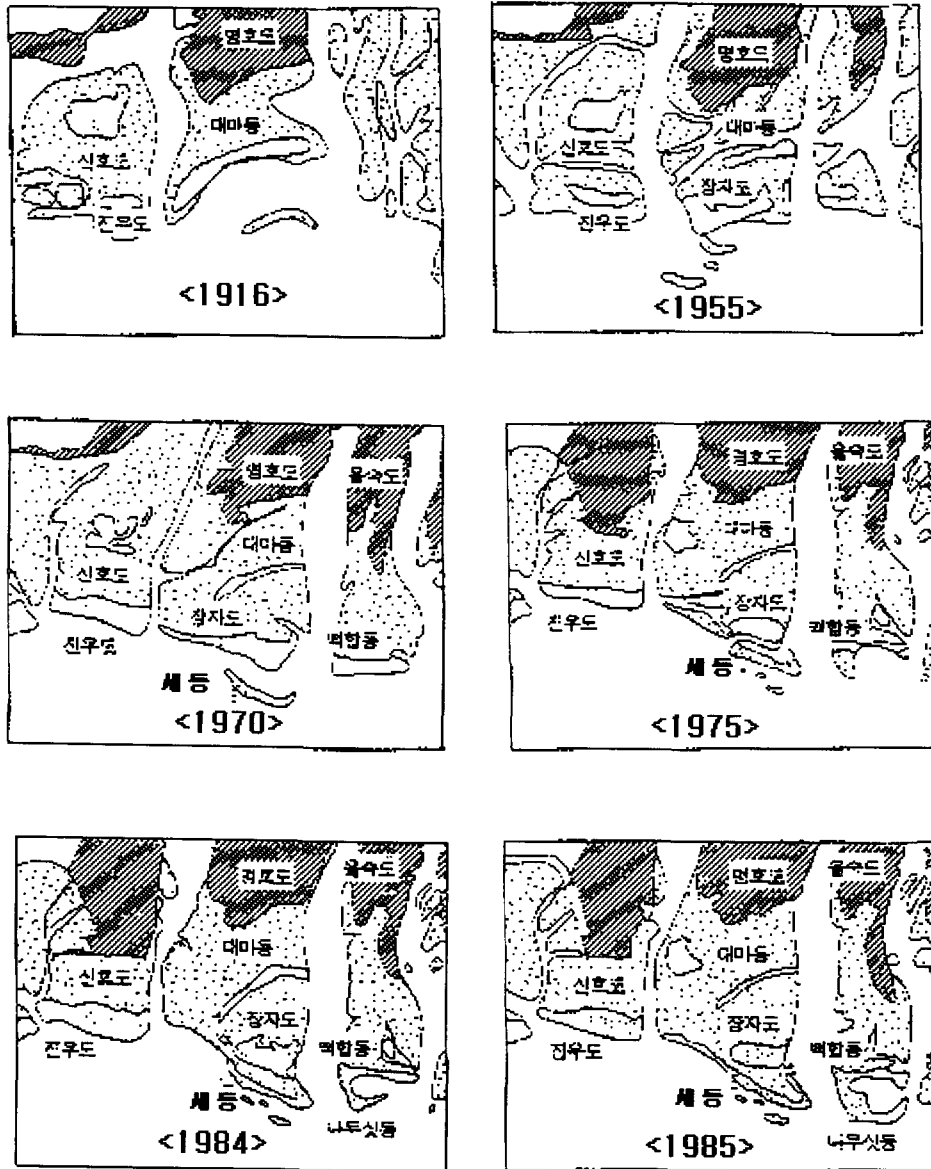 명호도
대마등
신호도
진우도
<1916>
명호도
대마등
신호도
장자도
진우도
<1955>
명호도
을숙도
대마등
신호도
장자도
백합등
진우도
세 등
<1970>
명호도
을숙도
대마등
신호도
장자도
진우도
백합등
세 등
<1975>
을숙도
대마등
신호도
장자도
진우도
백합등
세 등
나무싯등
<1984>
명호도
을숙도
대마등
신호도
장자도
진우도
백합등
세 등
나무싯등
<1985>